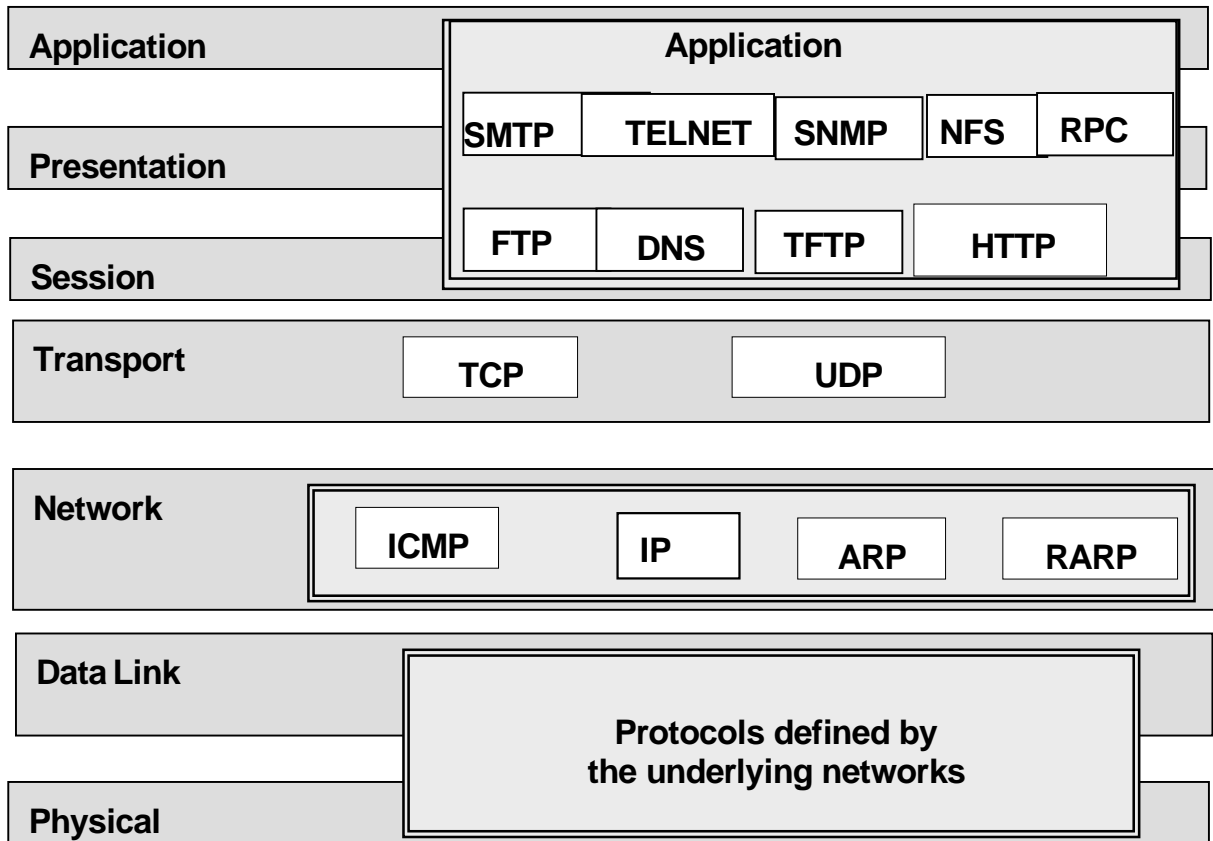 Application
Application
SMTP TELNET SNMP NFS RPC
Presentation
FTP DNS TFTP HTTP
Session
Transport
TCP UDP
Network
ICMP IP ARP RARP
Data Link
Protocols defined by
the underlying networks
Physical